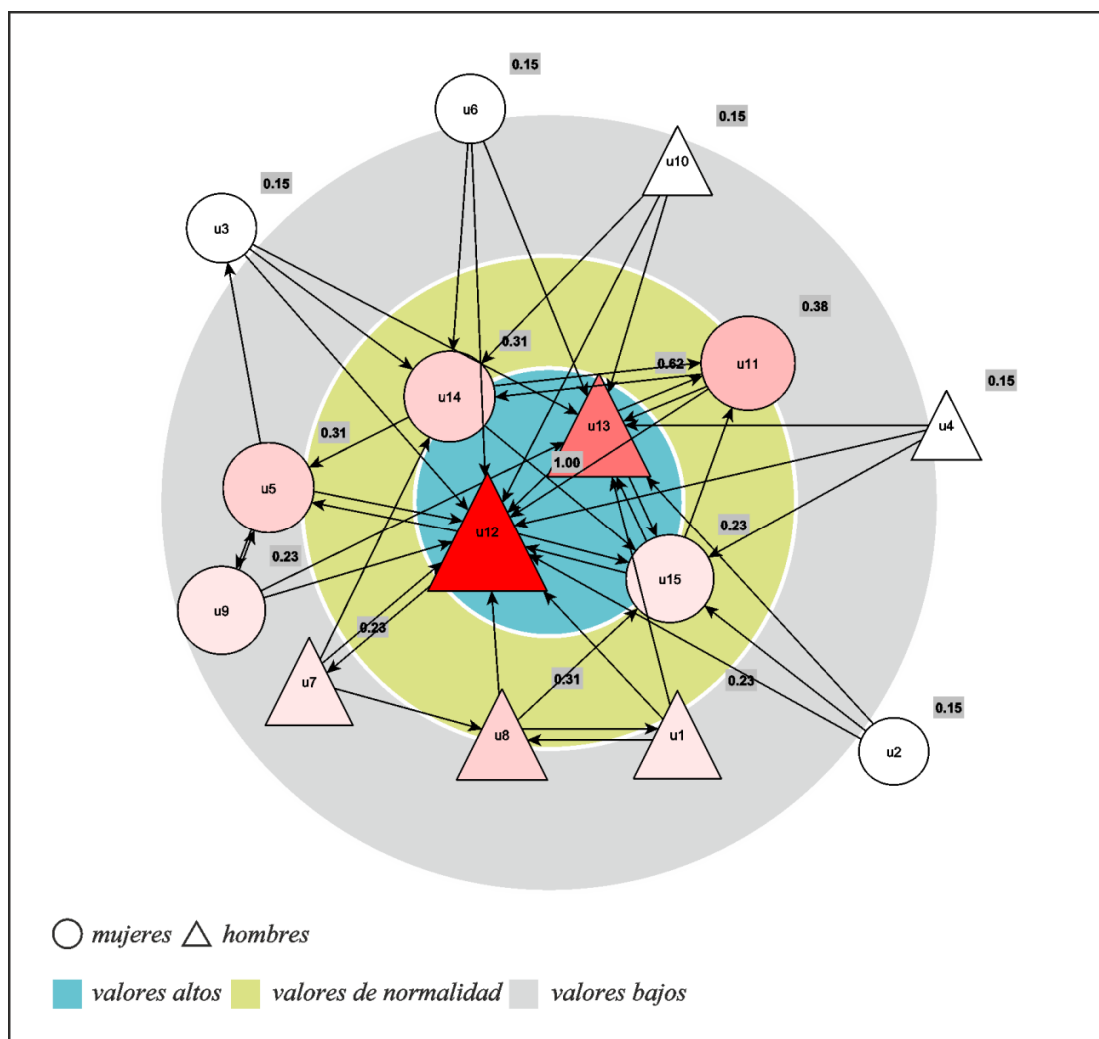 0.15
u6
0.15
u10
0.15
u3
0.38
0.31
0.62
u11
0.15
u14
u13
u4
0.31
1.00
u5
0.23
0.23
u12
u15
u9
0.23
u7
0.31
0.23
0.15
u8
u1
u2
mujeres hombres
valores altos valores de normalidad valores bajos